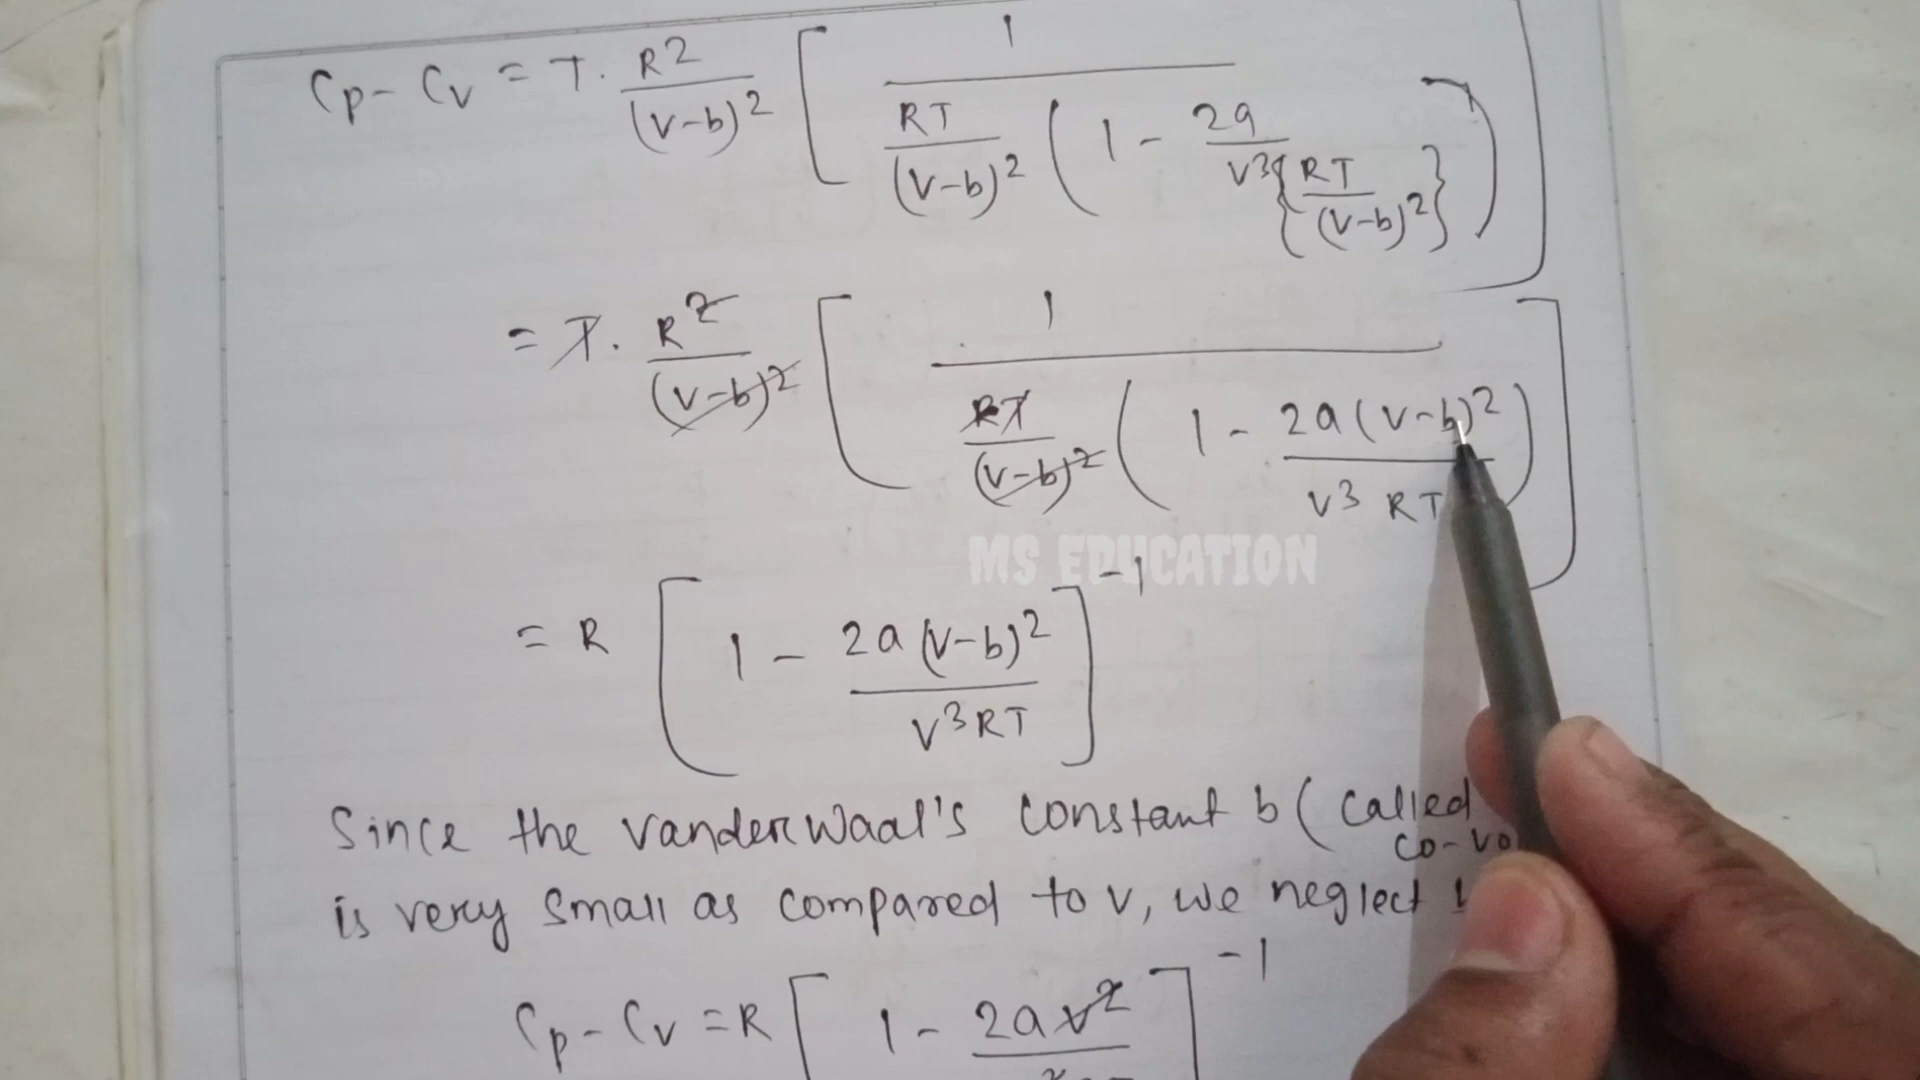 Cp - Cv = T. R2/(v-b)2 [ 1 / RT/(v-b)2 ( 1 - 2a / v3 {RT/(v-b)2} ) ]
= T. R2/(v-b)2 [ 1 / RT/(v-b)2 ( 1 - 2a(v-b)2 / v3 RT ) ]
MS EDUCATION
= R [ 1 - 2a(v-b)2 / v3RT ]-1
Since the vanderwaal's constant b ( called
co-vo
is very small as compared to v, we neglect
Cp - Cv = R [ 1 - 2av2 ]-1